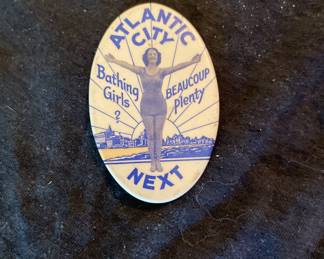 ATLANTIC
CITY
Bathing
Girls
?
BEAUCOUP
plenty
NEXT